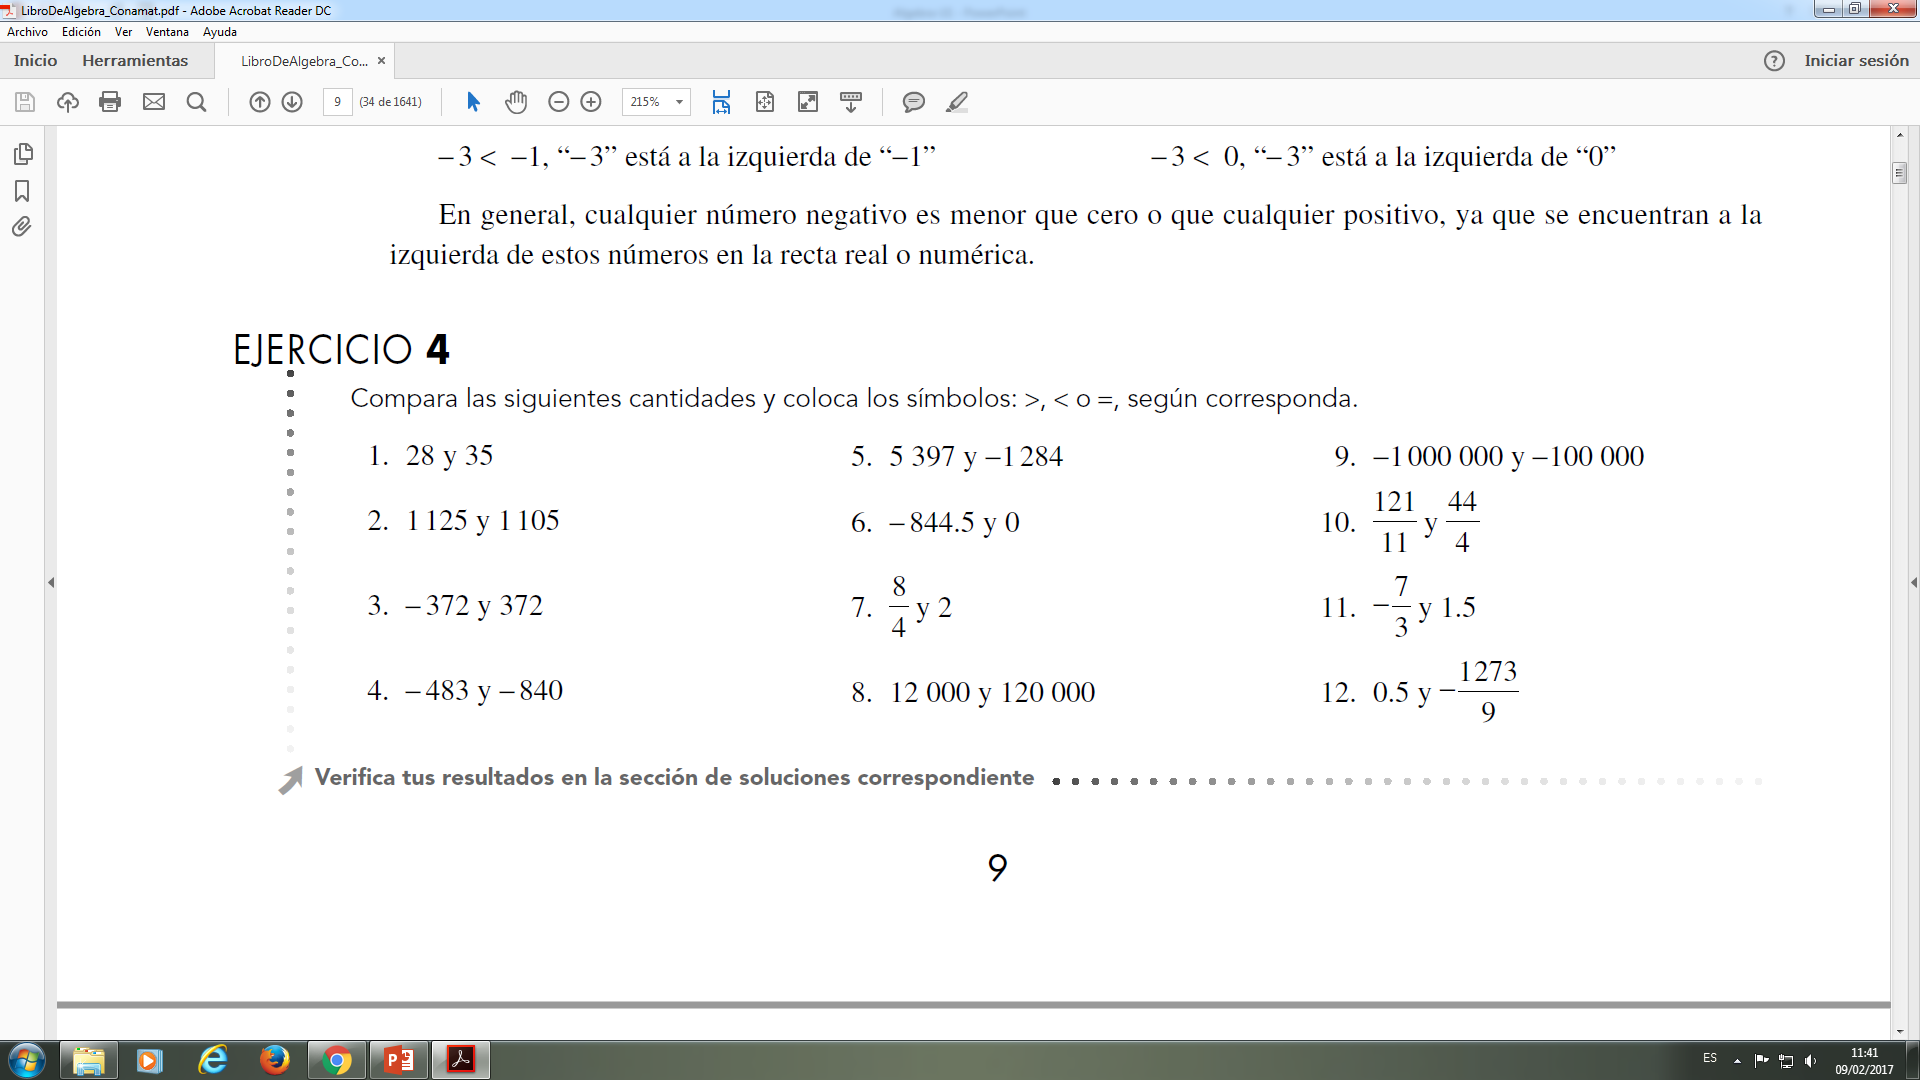 LibroDeAlgebra_Conamat.pdf - Adobe Acrobat Reader DC
Archivo Edición Ver Ventana Ayuda
Inicio Herramientas LibroDeAlgebra_Co... × ? Iniciar sesión
9 (34 de 1641) 215%
–3 < –1, “–3” está a la izquierda de “–1” –3 < 0, “–3” está a la izquierda de “0”
En general, cualquier número negativo es menor que cero o que cualquier positivo, ya que se encuentran a la
izquierda de estos números en la recta real o numérica.
EJERCICIO 4
Compara las siguientes cantidades y coloca los símbolos: >, < o =, según corresponda.
1. 28 y 35 5. 5 397 y –1 284 9. –1 000 000 y –100 000
2. 1 125 y 1 105 6. –844.5 y 0 10. 121/11 y 44/4
3. –372 y 372 7. 8/4 y 2 11. –7/3 y 1.5
4. –483 y –840 8. 12 000 y 120 000 12. 0.5 y –1273/9
Verifica tus resultados en la sección de soluciones correspondiente
9
ES 11:41
09/02/2017